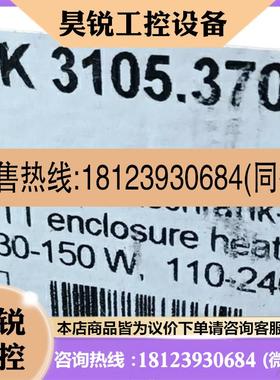 昊锐工控设备
K 3105.370
售热线:18123930684(同
enclosure heat
30-150 W, 110-240
锐
控
本店商品皆为议价下单请咨询客服
咨询热线:18123930684 (微